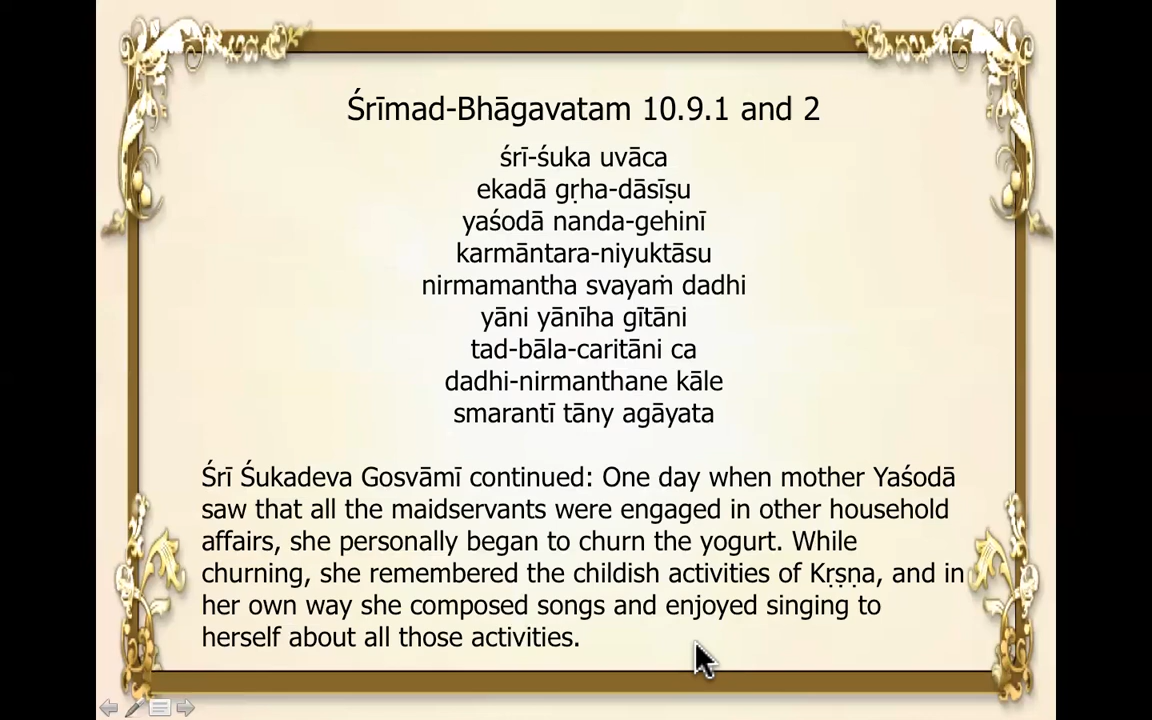 Śrīmad-Bhāgavatam 10.9.1 and 2
śrī-śuka uvāca
ekadā gṛha-dāsīṣu
yaśodā nanda-gehinī
karmāntara-niyuktāsu
nirmamantha svayaṁ dadhi
yāni yānīha gītāni
tad-bāla-caritāni ca
dadhi-nirmanthane kāle
smarantī tāny agāyata
Śrī Śukadeva Gosvāmī continued: One day when mother Yaśodā
saw that all the maidservants were engaged in other household
affairs, she personally began to churn the yogurt. While
churning, she remembered the childish activities of Kṛṣṇa, and in
her own way she composed songs and enjoyed singing to
herself about all those activities.